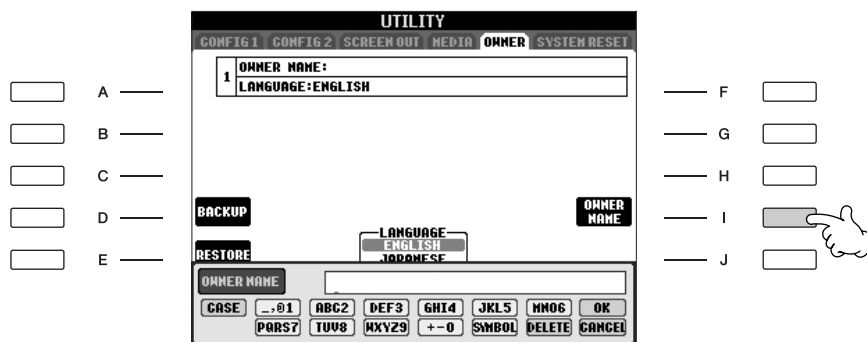 UTILITY
CONFIG 1 CONFIG 2 SCREEN OUT MEDIA OWNER SYSTEM RESET
1 OWNER NAME:
LANGUAGE:ENGLISH
A
F
B
G
C
H
D
I
E
J
BACKUP
OWNER
NAME
LANGUAGE
ENGLISH
JAPANESE
RESTORE
OWNER NAME
CASE _,@1 ABC2 DEF3 GHI4 JKL5 MNO6 OK
PQRS7 TUV8 WXYZ9 +-0 SYMBOL DELETE CANCEL